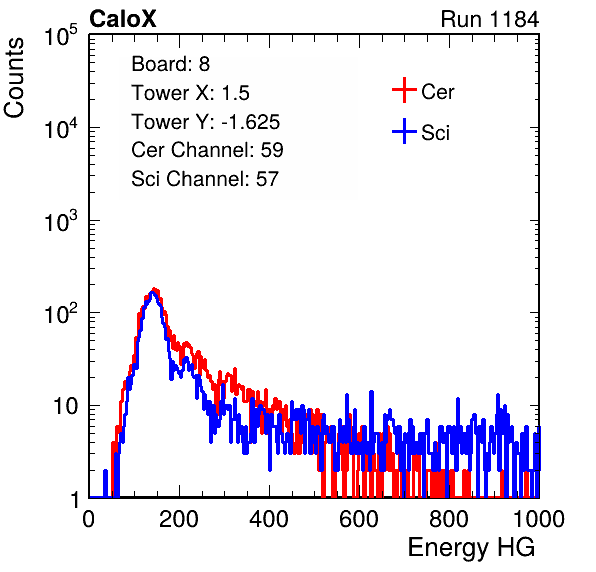 CaloX Run 1184
Counts
10^5
10^4
10^3
10^2
10
1
Board: 8
Tower X: 1.5
Tower Y: -1.625
Cer Channel: 59
Sci Channel: 57
Cer
Sci
0 200 400 600 800 1000
Energy HG